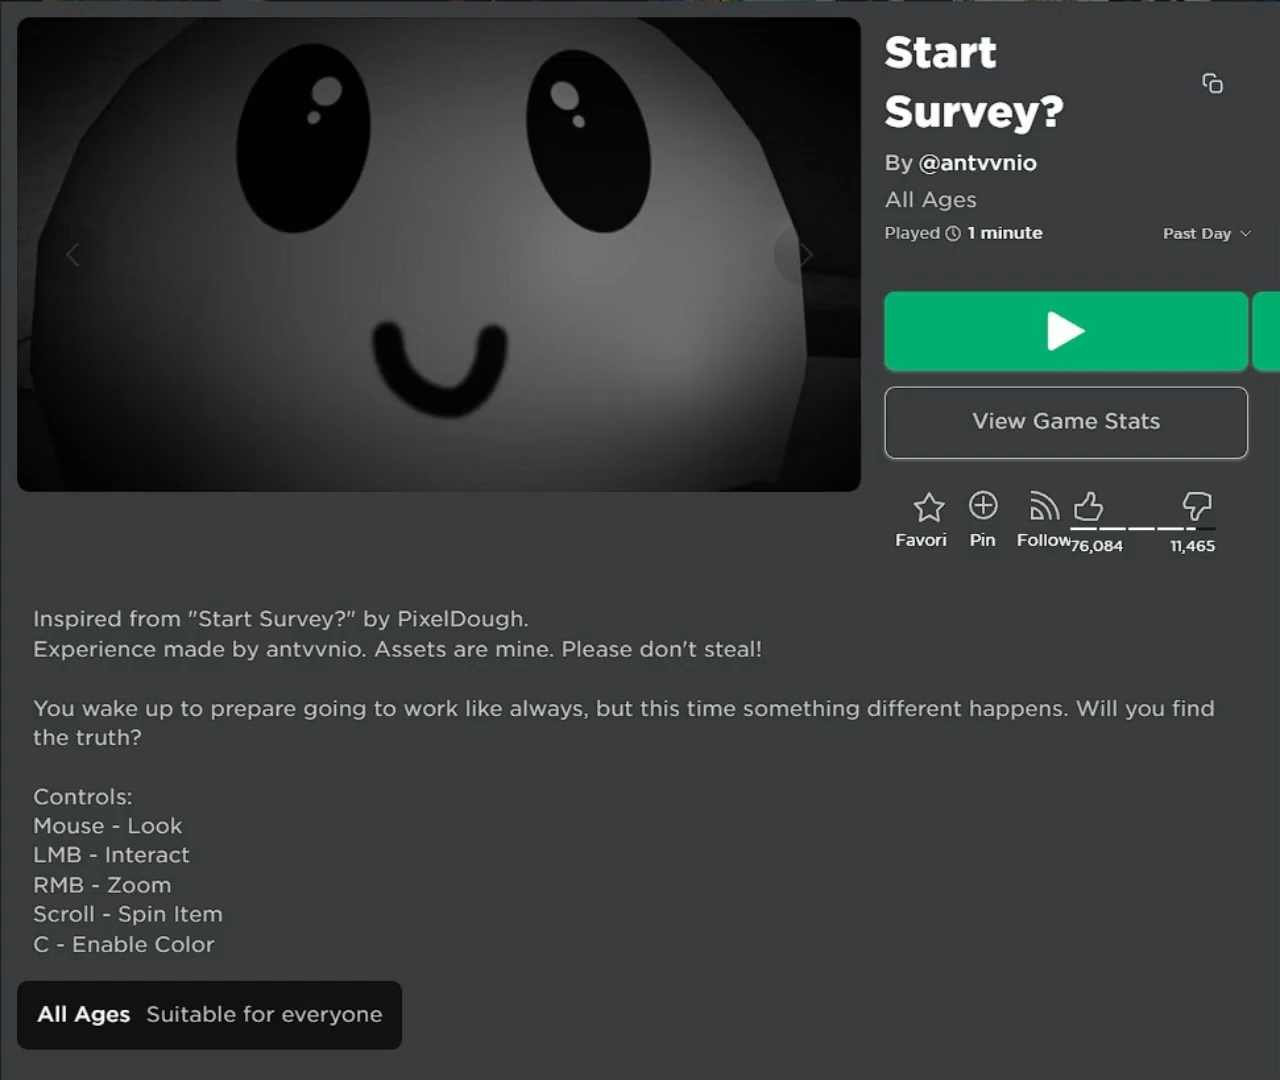 Start
Survey?
By @antvvnio
All Ages
Played 1 minute
Past Day
View Game Stats
Favori
Pin
Follow
76,084
11,465
Inspired from "Start Survey?" by PixelDough.
Experience made by antvvnio. Assets are mine. Please don't steal!
You wake up to prepare going to work like always, but this time something different happens. Will you find
the truth?
Controls:
Mouse - Look
LMB - Interact
RMB - Zoom
Scroll - Spin Item
C - Enable Color
All Ages Suitable for everyone